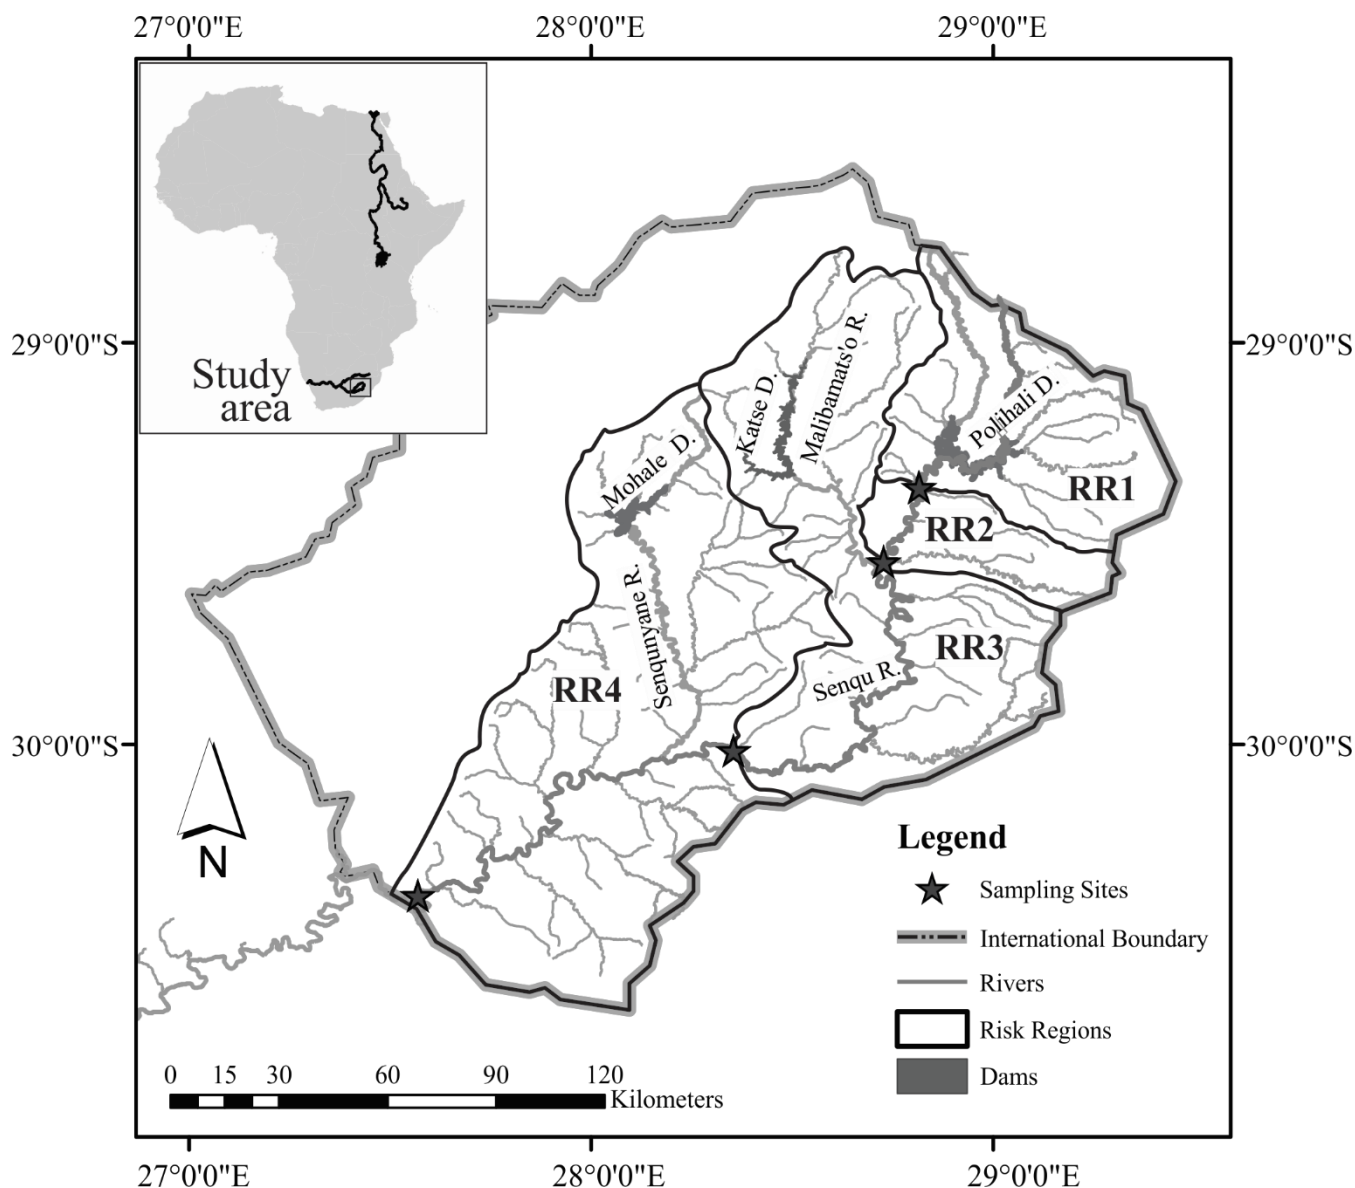 27°0'0"E
28°0'0"E
29°0'0"E
Study
area
29°0'0"S
29°0'0"S
Katse D.
Malibamats'o R.
Polihali D.
Mohale D.
RR1
RR2
Senqunyane R.
RR3
RR4
Senqu R.
30°0'0"S
30°0'0"S
N
Legend
Sampling Sites
International Boundary
Rivers
Risk Regions
Dams
0 15 30 60 90 120
Kilometers
27°0'0"E
28°0'0"E
29°0'0"E